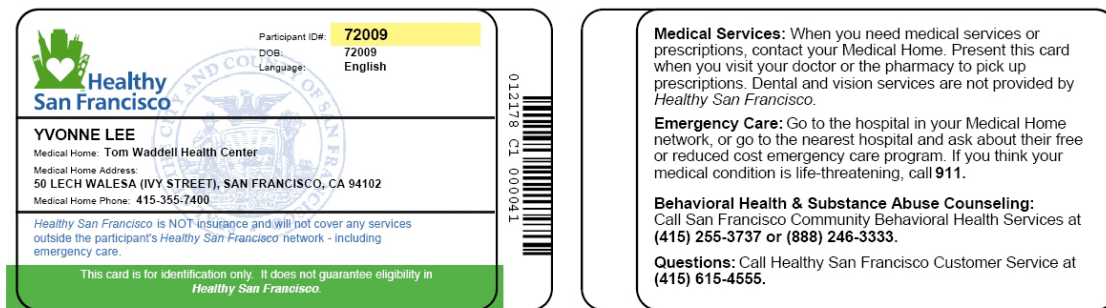 Participant ID#: 72009
DOB: 72009
Language: English
Healthy
San Francisco
YVONNE LEE
Medical Home: Tom Waddell Health Center
Medical Home Address:
50 LECH WALESA (IVY STREET), SAN FRANCISCO, CA 94102
Medical Home Phone: 415-355-7400
Healthy San Francisco is NOT insurance and will not cover any services
outside the participant's Healthy San Francisco network - including
emergency care.
This card is for identification only. It does not guarantee eligibility in
Healthy San Francisco.
THE CITY AND COUNTY OF SAN FRANCISCO
012178 C1 000041
Medical Services: When you need medical services or
prescriptions, contact your Medical Home. Present this card
when you visit your doctor or the pharmacy to pick up
prescriptions. Dental and vision services are not provided by
Healthy San Francisco.
Emergency Care: Go to the hospital in your Medical Home
network, or go to the nearest hospital and ask about their free
or reduced cost emergency care program. If you think your
medical condition is life-threatening, call 911.
Behavioral Health & Substance Abuse Counseling:
Call San Francisco Community Behavioral Health Services at
(415) 255-3737 or (888) 246-3333.
Questions: Call Healthy San Francisco Customer Service at
(415) 615-4555.